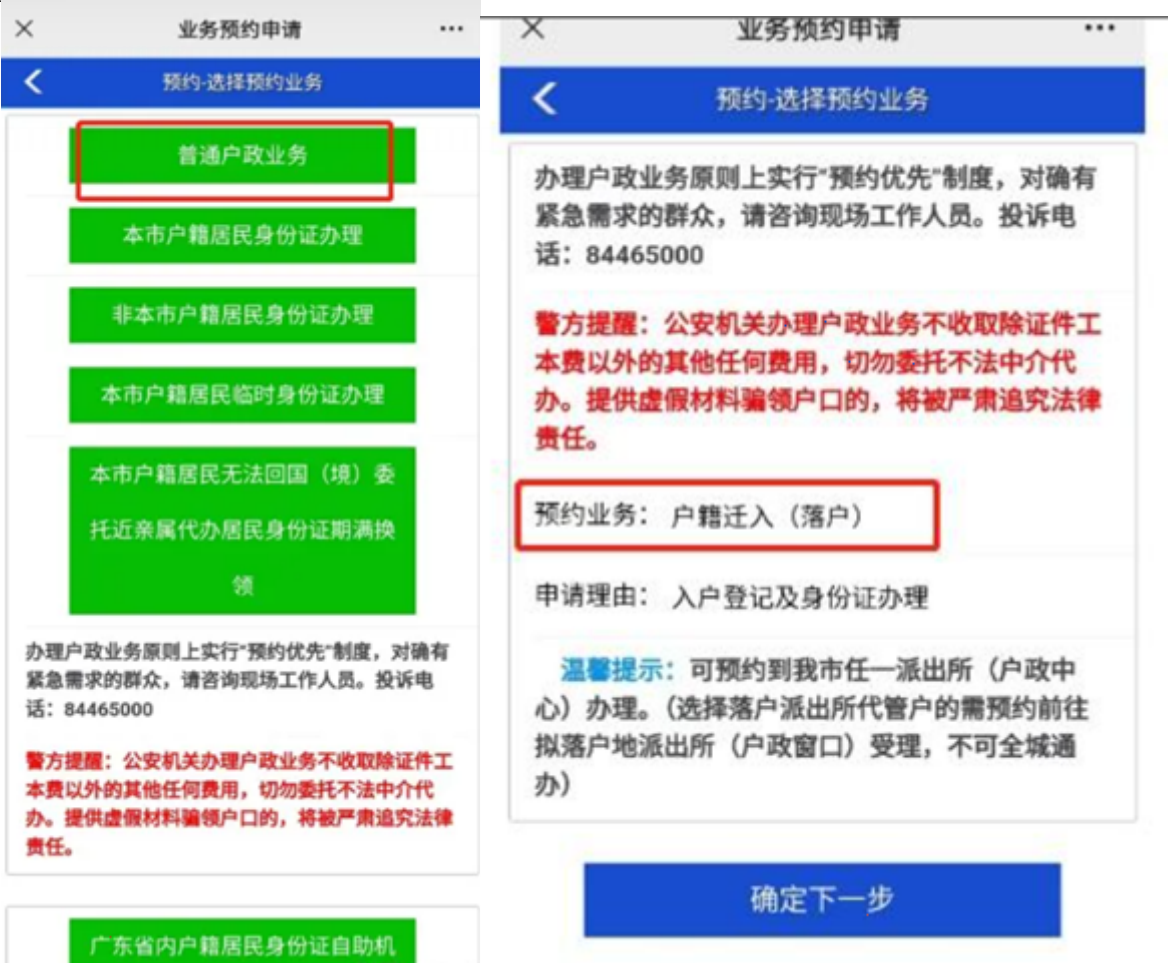 业务预约申请
预约-选择预约业务
普通户政业务
本市户籍居民身份证办理
非本市户籍居民身份证办理
本市户籍居民临时身份证办理
本市户籍居民无法回国（境）委
托近亲属代办居民身份证期满换
领
办理户政业务原则上实行“预约优先”制度，对确有
紧急需求的群众，请咨询现场工作人员。投诉电
话：84465000
警方提醒：公安机关办理户政业务不收取除证件工
本费以外的其他任何费用，切勿委托不法中介代
办。提供虚假材料骗领户口的，将被严肃追究法律
责任。
广东省内户籍居民身份证自助机
业务预约申请
预约-选择预约业务
办理户政业务原则上实行“预约优先”制度，对确有
紧急需求的群众，请咨询现场工作人员。投诉电
话：84465000
警方提醒：公安机关办理户政业务不收取除证件工
本费以外的其他任何费用，切勿委托不法中介代
办。提供虚假材料骗领户口的，将被严肃追究法律
责任。
预约业务：户籍迁入（落户）
申请理由：入户登记及身份证办理
温馨提示：可预约到我市任一派出所（户政中
心）办理。（选择落户派出所代管户的需预约前往
拟落户地派出所（户政窗口）受理，不可全城通
办）
确定下一步